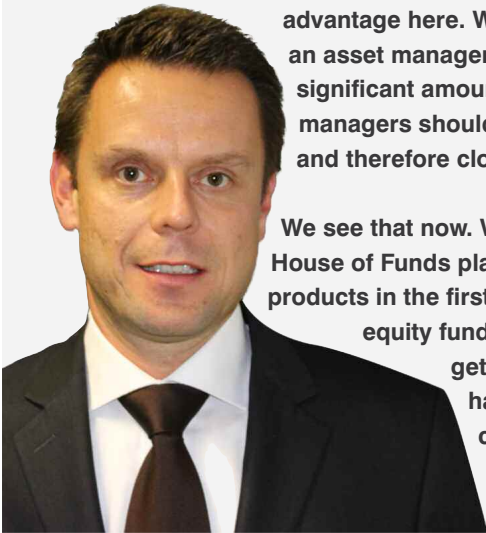 advantage here. W
an asset manager
significant amou
managers should
and therefore clo
We see that now. W
House of Funds pla
products in the first
equity fund
get
ha